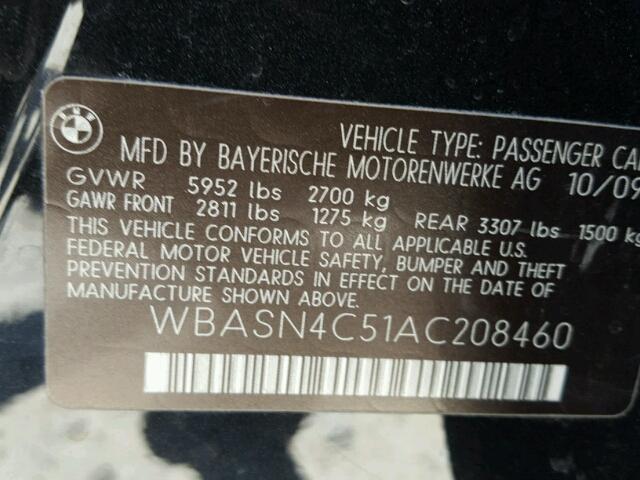 BMW
VEHICLE TYPE: PASSENGER CA
MFD BY BAYERISCHE MOTORENWERKE AG 10/09
GVWR 5952 lbs 2700 kg
GAWR FRONT 2811 lbs 1275 kg REAR 3307 lbs 1500 kg
THIS VEHICLE CONFORMS TO ALL APPLICABLE U.S.
FEDERAL MOTOR VEHICLE SAFETY, BUMPER AND THEFT
PREVENTION STANDARDS IN EFFECT ON THE DATE OF
MANUFACTURE SHOWN ABOVE.
WBASN4C51AC208460